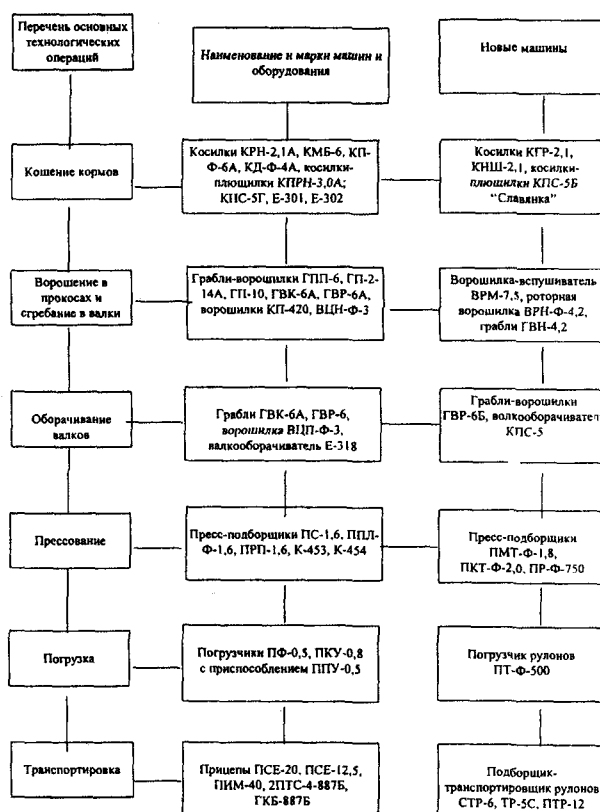 Перечень основных
технологических
операций
Наименование и марки машин и
оборудования
Новые машины
Кошение кормов
Косилки КРН-2,1А, КМБ-6, КП-
Ф-6А, КД-Ф-4А, косилки-
плющилки КПРН-3,0А;
КПС-5Г, Е-301, Е-302
Косилки КГР-2,1,
КНШ-2,1, косилки-
плющилки КПС-5Б
"Славянка"
Ворошение в
прокосах и
сгребание в валки
Грабли-ворошилки ГПП-6, ГП-2-
14А, ГП-10, ГВК-6А, ГВР-6А,
ворошилки КП-420, ВЦН-Ф-3
Ворошилка-вспушиватель
ВРМ-7,5, роторная
ворошилка ВРН-Ф-4,2,
грабли ГВН-4,2
Оборачивание
валков
Грабли ГВК-6А, ГВР-6,
ворошилка ВЦП-Ф-3,
валкооборачиватель Е-318
Грабли-ворошилки
ГВР-6Б, волкооборачивател
КПС-5
Прессование
Пресс-подборщики ПС-1,6, ППЛ-
Ф-1,6, ПРП-1,6, К-453, К-454
Пресс-подборщики
ПМТ-Ф-1,8,
ПКТ-Ф-2,0, ПР-Ф-750
Погрузка
Погрузчики ПФ-0,5, ПКУ-0,8
с приспособлением ППУ-0,5
Погрузчик рулонов
ПТ-Ф-500
Транспортировка
Прицепы ПСЕ-20, ПСЕ-12,5,
ПИМ-40, 2ПТС-4-887Б,
ГКБ-887Б
Подборщик-
транспортировщик рулонов
СТР-6, ТР-5С, ПТР-12